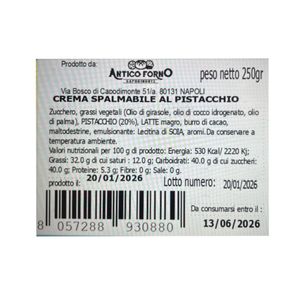 Prodotto da:
ANTICO FORNO
CAPODIMONTE
peso netto 250gr
Via Bosco di Capodimonte 51/a 80131 NAPOLI
CREMA SPALMABILE AL PISTACCHIO
Zucchero, grassi vegetali (Olio di girasole, olio di cocco idrogenato, olio
di palma), PISTACCHIO (20%), LATTE magro, burro di cacao,
maltodestrine, emulsionante: Lecitina di SOIA, aromi.Da conservare a
temperatura ambiente.
Valori nutrizionali per 100 g di prodotto: Energia: 530 Kcal/ 2220 Kj;
Grassi: 32.0 g di cui saturi : 12.0 g; Carboidrati: 40.0 g di cui zuccheri:
40.0 g; Proteine: 5.3 g; Fibre: 0g; Sale: 0 g.
prodotto il: 20/01/2026
Lotto numero: 20/01/2026
Da consumarsi entro il...
13/06/2026
8 057288 930880